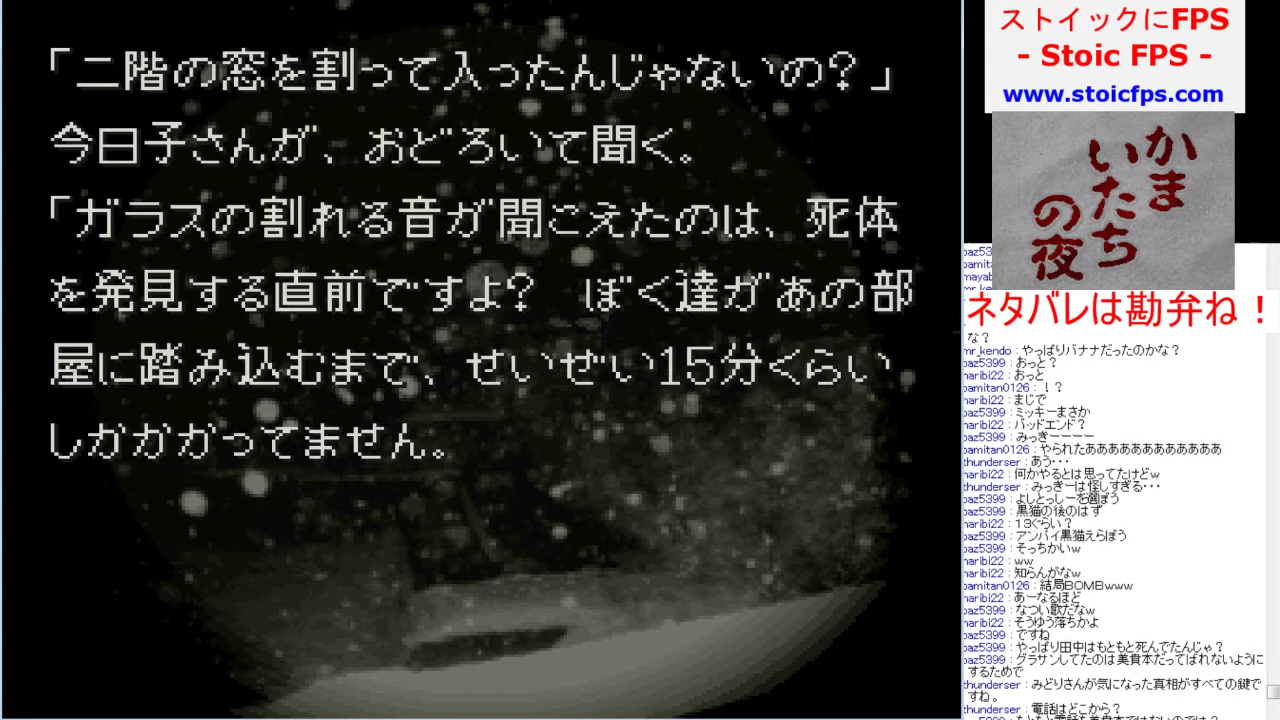 「二階の窓を割って入ったんじゃないの？」
今日子さんが、おどろいて聞く。
「ガラスの割れる音が聞こえたのは、死体
を発見する直前ですよ？　ぼく達があの部
屋に踏み込むまで、せいぜい15分くらい
しかかかってません。
ストイックにFPS
- Stoic FPS -
www.stoicfps.com
かま
いたち
の夜
ネタバレは勘弁ね！
な？
mr_kendo：やっぱりバナナだったのかな？
paz5399：おっと？
haribi22：おっと
pamitan0126：！？
haribi22：まじで
paz5399：ミッキーまさか
haribi22：バッドエンド？
paz5399：みっきーーーー
pamitan0126：やられたああああああああああああ
thunderser：あう・・・
haribi22：何かやるとは思ってたけどｗ
thunderser：みっきーは怪しすぎる・・・
paz5399：よしとっしーを選ぼう
paz5399：黒猫の後のはず
haribi22：13ぐらい？
paz5399：アンパイ黒猫えらぼう
paz5399：そっちかいｗ
haribi22：ｗｗ
haribi22：知らんがなｗ
pamitan0126：結局BOMBｗｗｗ
haribi22：あーなるほど
paz5399：なつい歌だなｗ
haribi22：そうゆう落ちかよ
paz5399：ですね
paz5399：やっぱり田中はもともと死んでたんじゃ？
paz5399：グラサンしてたのは美貴本だってばれないように
するためで
thunderser：みどりさんが気になった真相がすべての鍵で
すね。
thunderser：電話はどこから？